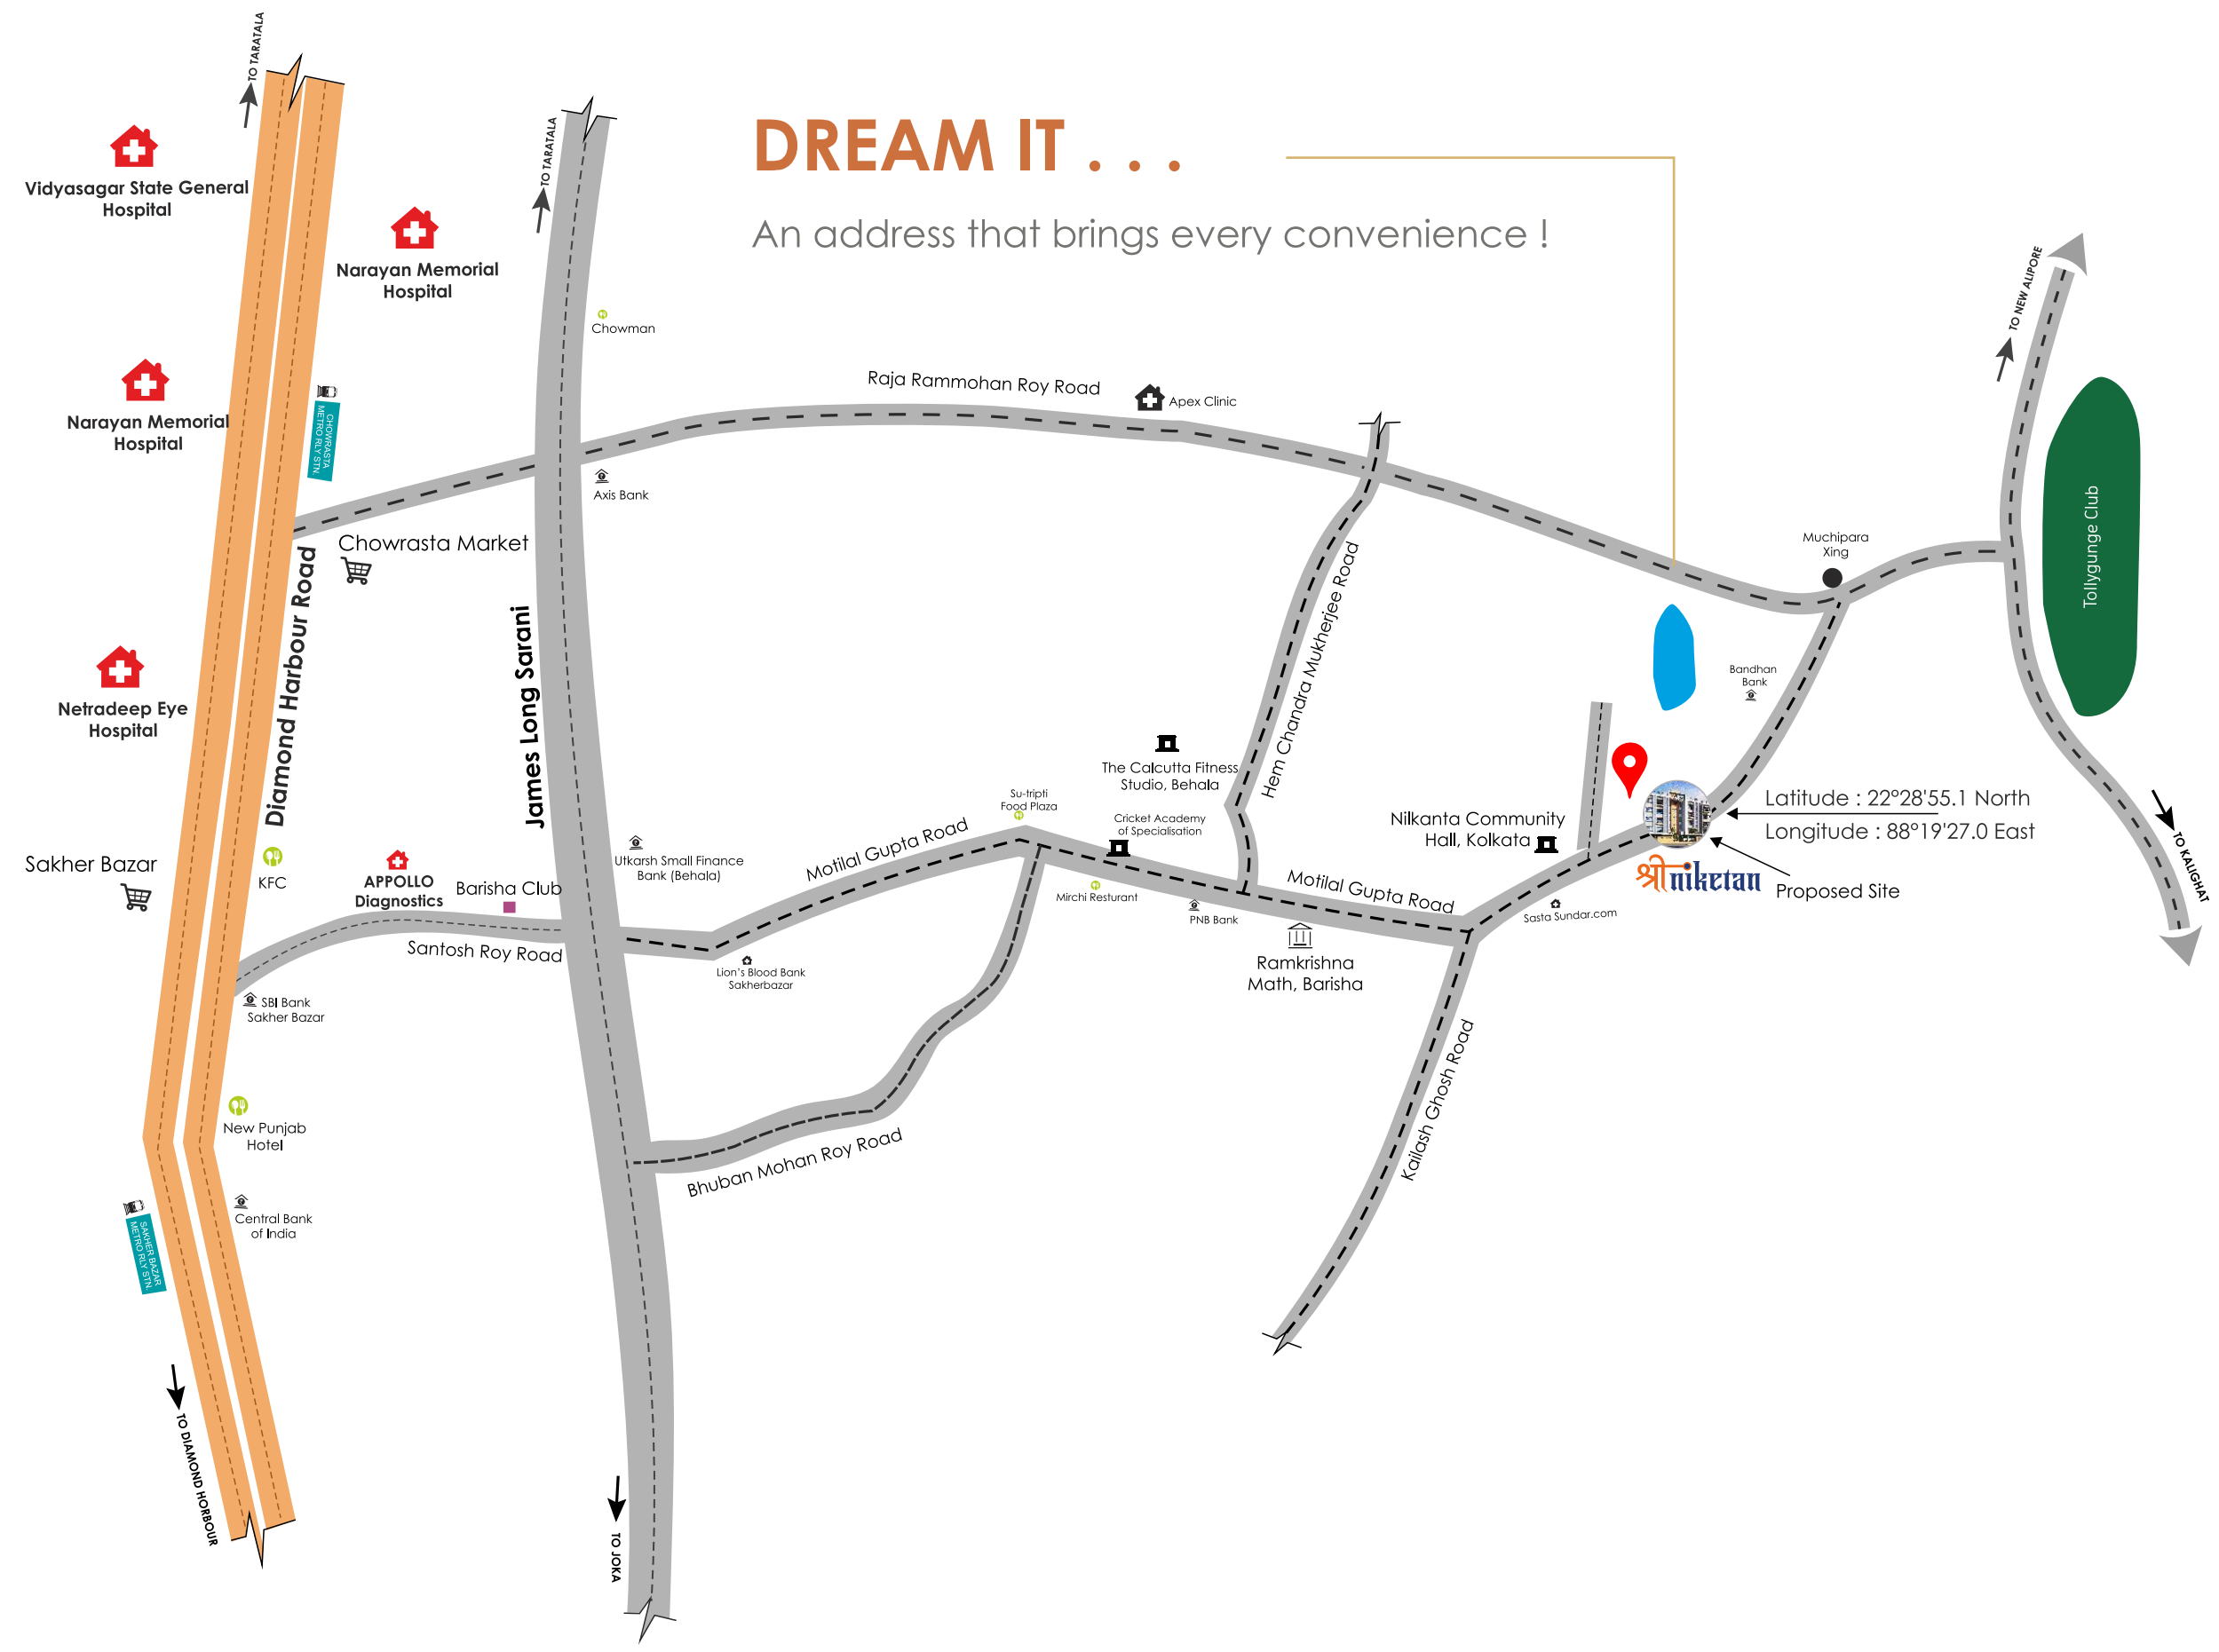 TO TARATALA
TO TARATALA
DREAM IT . . .
An address that brings every convenience !
Vidyasagar State General
Hospital
Narayan Memorial
Hospital
Chowman
TO NEW ALIPORE
Raja Rammohan Roy Road
Apex Clinic
Narayan Memorial
Hospital
CHOWRASTA
METRO RLY STN.
Axis Bank
Chowrasta Market
Muchipara
Xing
Tollygunge Club
Diamond Harbour Road
James Long Sarani
Hem Chandra Mukherjee Road
Netradeep Eye
Hospital
Bandhan
Bank
The Calcutta Fitness
Studio, Behala
Su-tripti
Food Plaza
Cricket Academy
of Specialisation
Nilkanta Community
Hall, Kolkata
Latitude : 22°28'55.1 North
Longitude : 88°19'27.0 East
TO KALIGHAT
Sakher Bazar
KFC
APPOLLO
Diagnostics
Barisha Club
Utkarsh Small Finance
Bank (Behala)
Motilal Gupta Road
Mirchi Resturant
Motilal Gupta Road
श्रीniketan
Proposed Site
PNB Bank
Sasta Sundar.com
Santosh Roy Road
Lion's Blood Bank
Sakherbazar
Ramkrishna
Math, Barisha
SBI Bank
Sakher Bazar
Kailash Ghosh Road
New Punjab
Hotel
Bhuban Mohan Roy Road
Central Bank
of India
SAKHER BAZAR
METRO RLY STN.
TO DIAMOND HORBOUR
TO JOKA